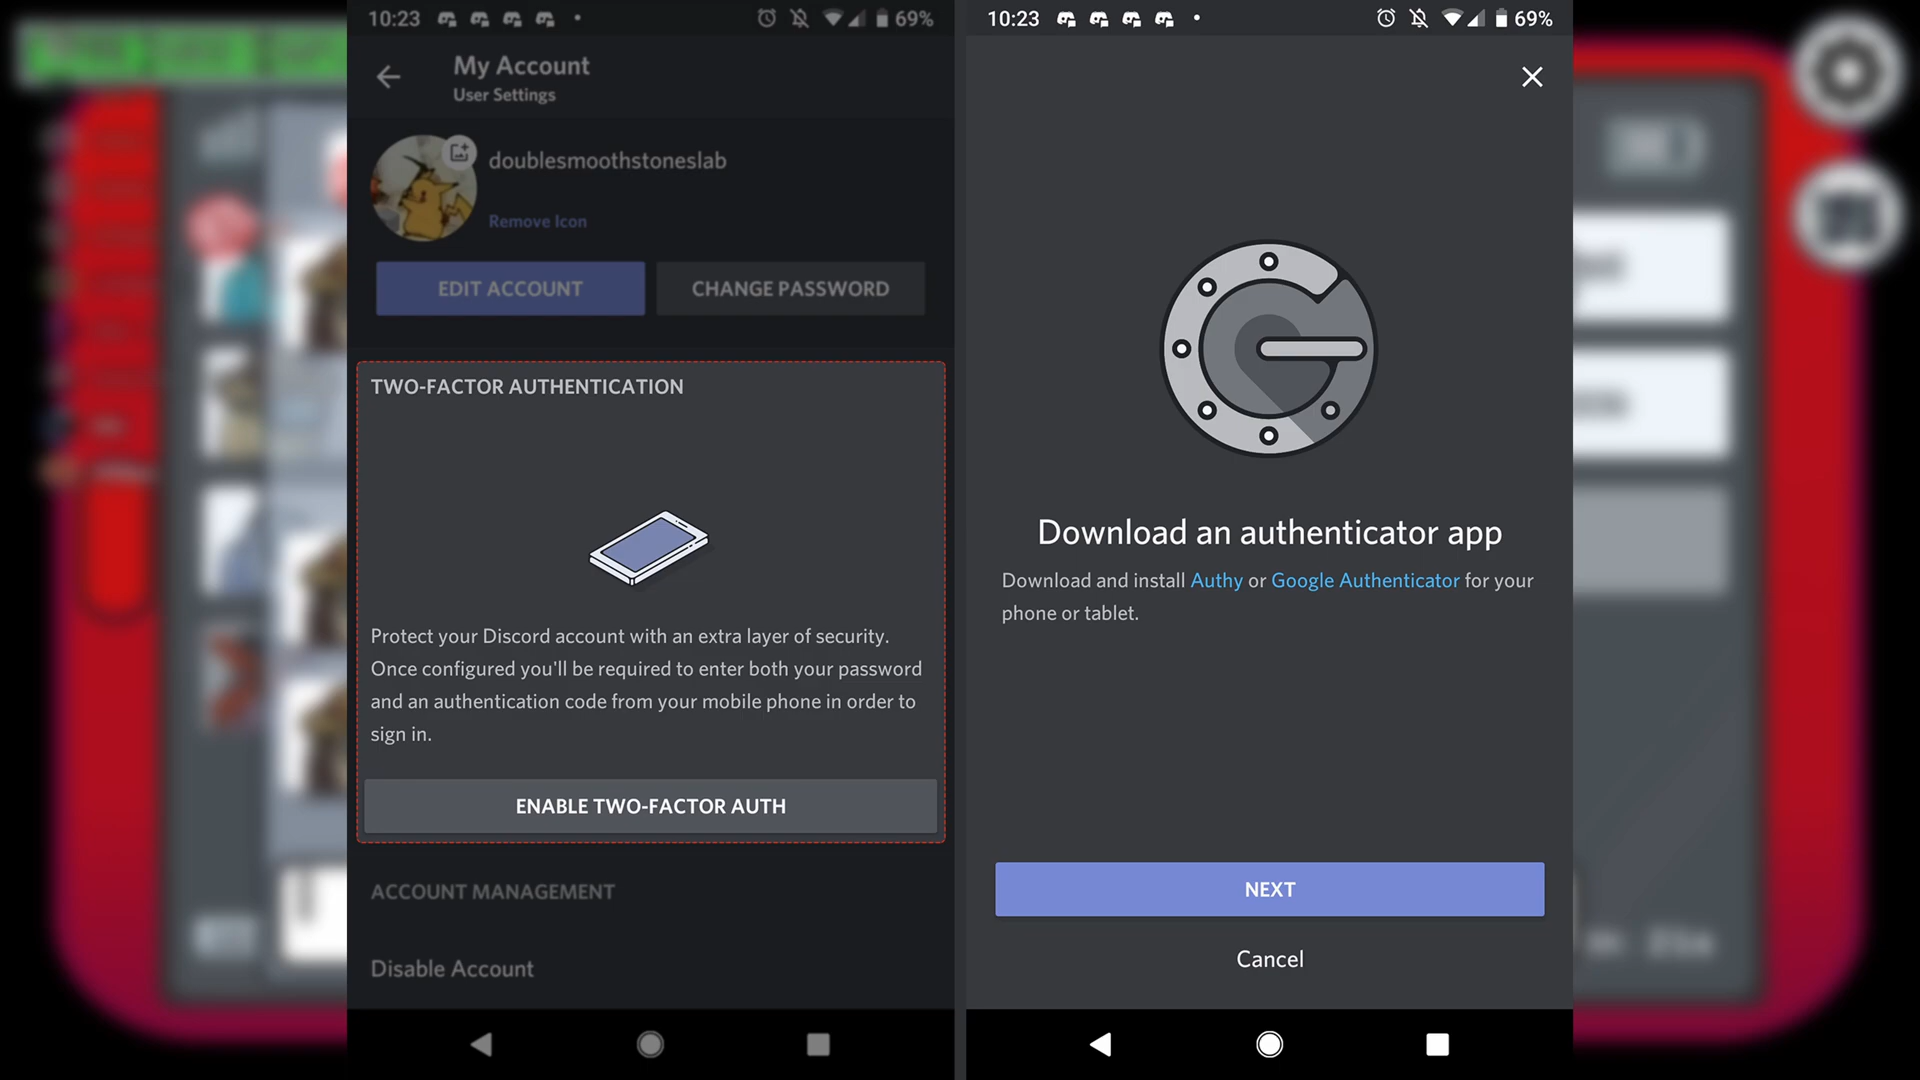 10:23
69%
My Account
User Settings
doublesmoothstoneslab
Remove Icon
EDIT ACCOUNT
CHANGE PASSWORD
TWO-FACTOR AUTHENTICATION
Protect your Discord account with an extra layer of security.
Once configured you'll be required to enter both your password
and an authentication code from your mobile phone in order to
sign in.
ENABLE TWO-FACTOR AUTH
ACCOUNT MANAGEMENT
Disable Account
10:23
69%
Download an authenticator app
Download and install Authy or Google Authenticator for your
phone or tablet.
NEXT
Cancel